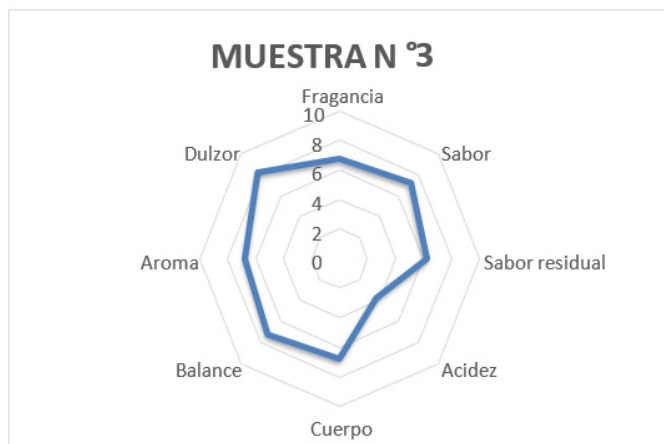 MUESTRA N °3
Fragancia
10
Dulzor
8
Sabor
6
4
2
Aroma
0
Sabor residual
Balance
Acidez
Cuerpo